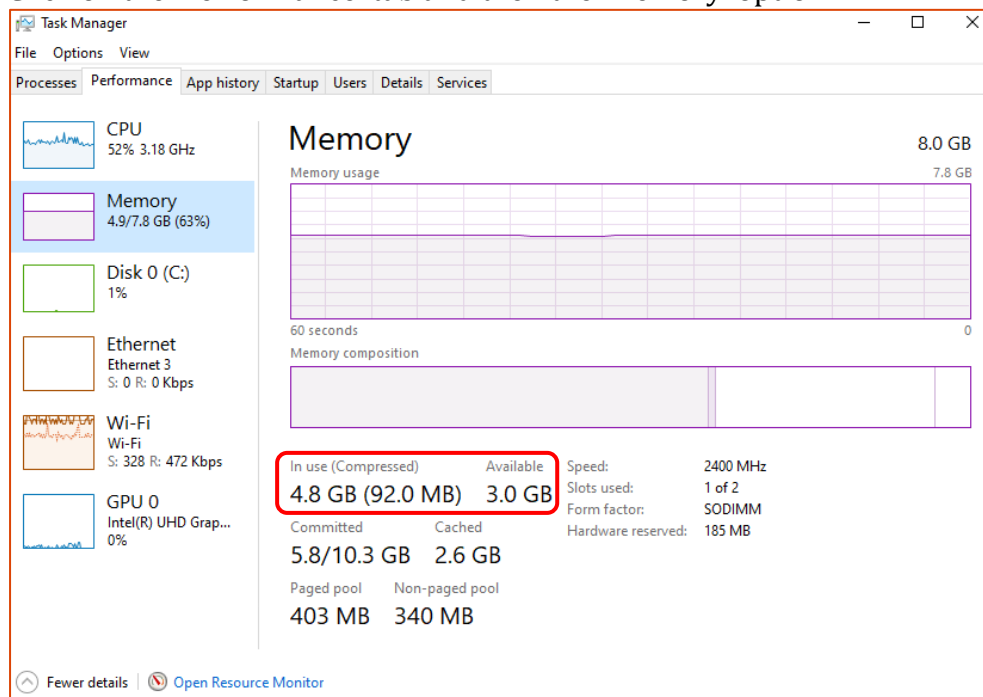 Task Manager
File Options View
Processes Performance App history Startup Users Details Services
CPU
52% 3.18 GHz
Memory
4.9/7.8 GB (63%)
Disk 0 (C:)
1%
Ethernet
Ethernet 3
S: 0 R: 0 Kbps
Wi-Fi
Wi-Fi
S: 328 R: 472 Kbps
GPU 0
Intel(R) UHD Grap...
0%
Memory 8.0 GB
Memory usage 7.8 GB
60 seconds 0
Memory composition
In use (Compressed) Available
4.8 GB (92.0 MB) 3.0 GB
Committed Cached
5.8/10.3 GB 2.6 GB
Paged pool Non-paged pool
403 MB 340 MB
Speed: 2400 MHz
Slots used: 1 of 2
Form factor: SODIMM
Hardware reserved: 185 MB
Fewer details Open Resource Monitor